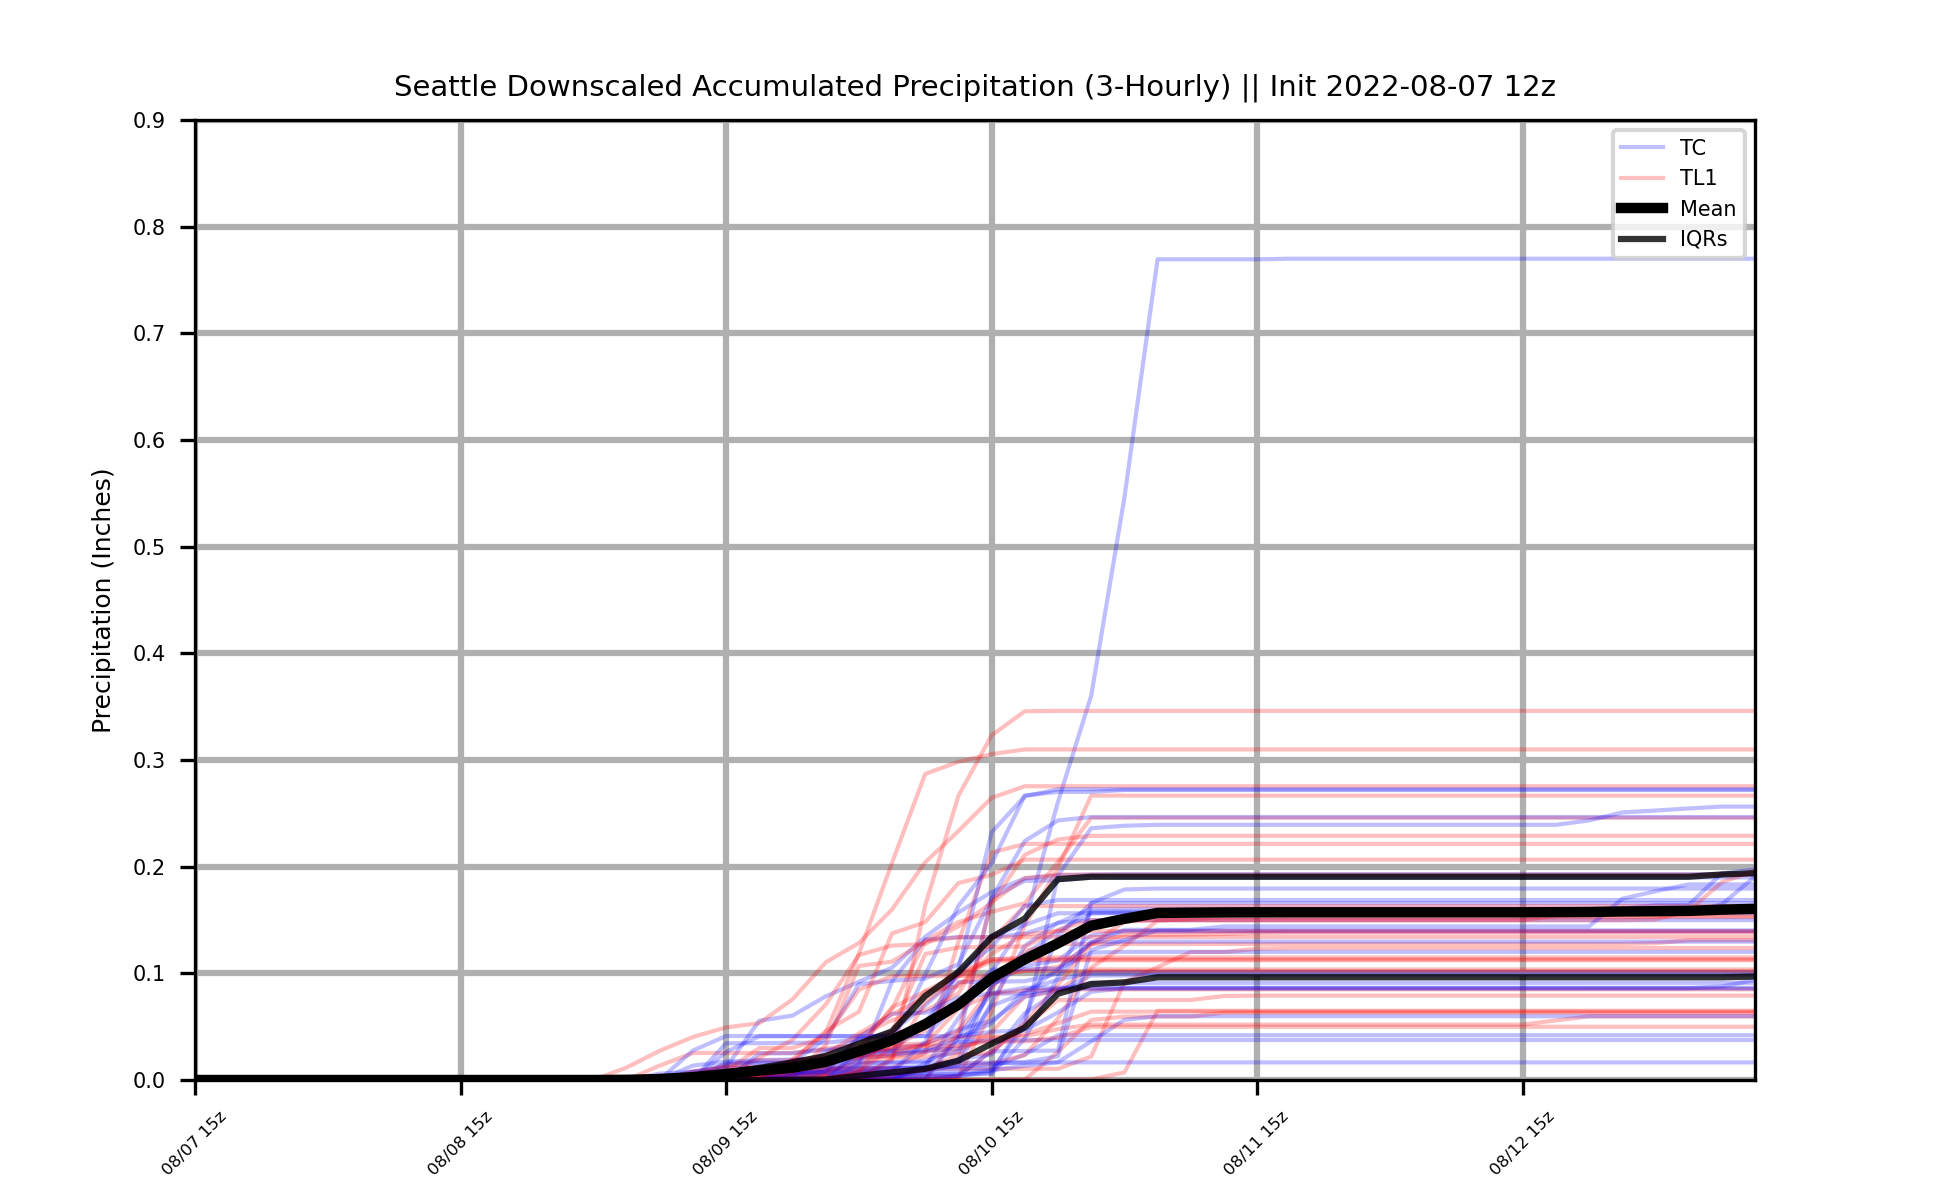 Seattle Downscaled Accumulated Precipitation (3-Hourly) || Init 2022-08-07 12z
Precipitation (Inches)
0.9
0.8
0.7
0.6
0.5
0.4
0.3
0.2
0.1
0.0
TC
TL1
Mean
IQRs
08/07 15z
08/08 15z
08/09 15z
08/10 15z
08/11 15z
08/12 15z